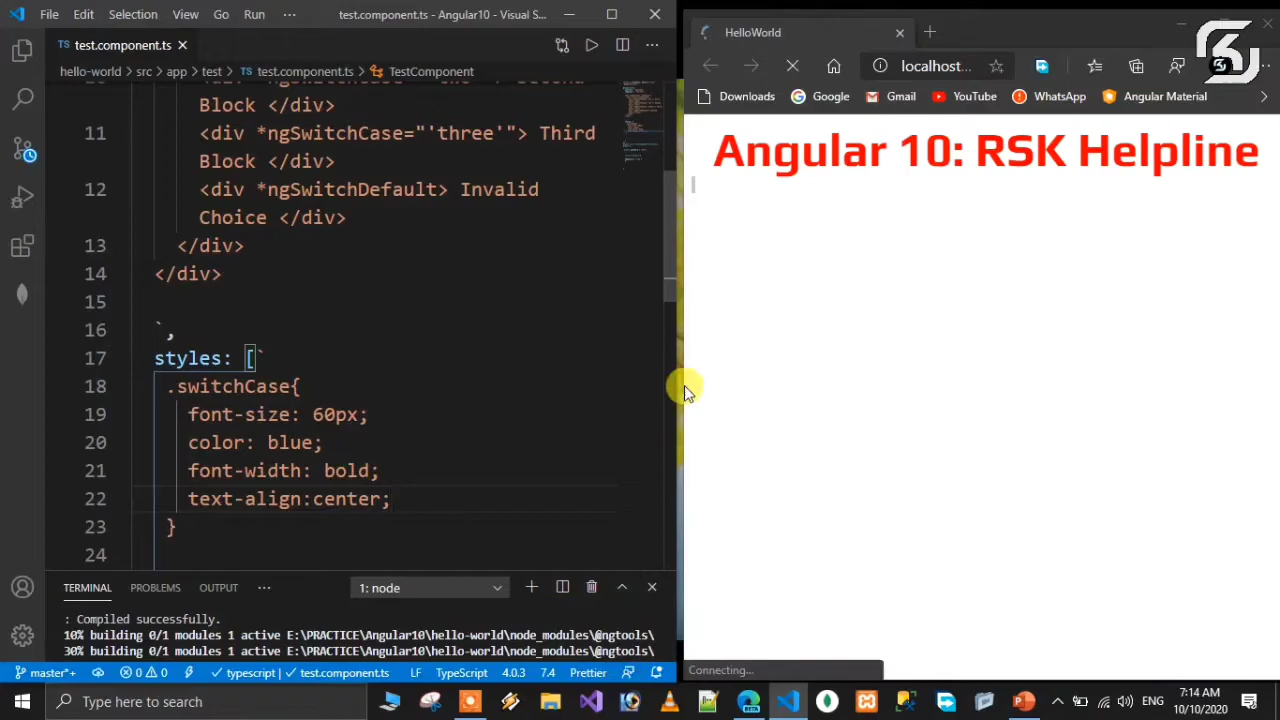 File Edit Selection View Go Run ··· test.component.ts - Angular10 - Visual S...
test.component.ts
hello-world > src > app > test > test.component.ts > TestComponent
Block </div>
11 <div *ngSwitchCase="'three'"> Third
Block </div>
12 <div *ngSwitchDefault> Invalid
Choice </div>
13 </div>
14 </div>
15
16 `,
17 styles: [`
18 .switchCase{
19 font-size: 60px;
20 color: blue;
21 font-width: bold;
22 text-align:center;
23 }
24
TERMINAL PROBLEMS OUTPUT ··· 1: node
: Compiled successfully.
10% building 0/1 modules 1 active E:\PRACTICE\Angular10\hello-world\node_modules\@ngtools\
30% building 0/1 modules 1 active E:\PRACTICE\Angular10\hello-world\node_modules\@ngtools\
master*+ 0 0 typescript | test.component.ts LF TypeScript 4.0.3 7.4 Prettier
HelloWorld
localhost...
Downloads Google Gmail YouTube WhatsApp Angular Material
Angular 10: RSK Helpline
Connecting...
Type here to search
ENG
7:14 AM
10/10/2020